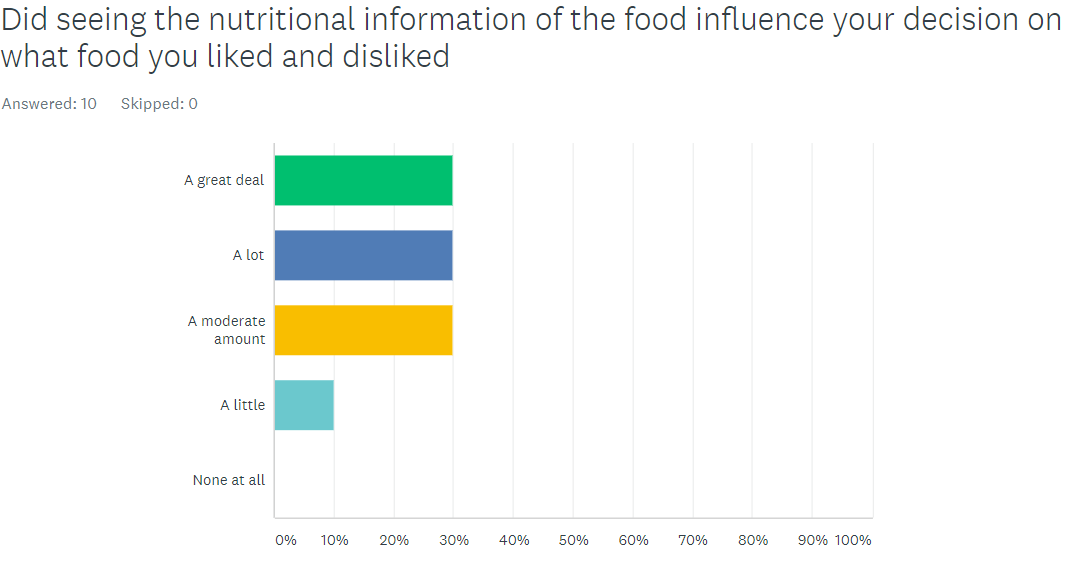 Did seeing the nutritional information of the food influence your decision on
what food you liked and disliked
Answered: 10 Skipped: 0
A great deal
A lot
A moderate
amount
A little
None at all
0% 10% 20% 30% 40% 50% 60% 70% 80% 90% 100%